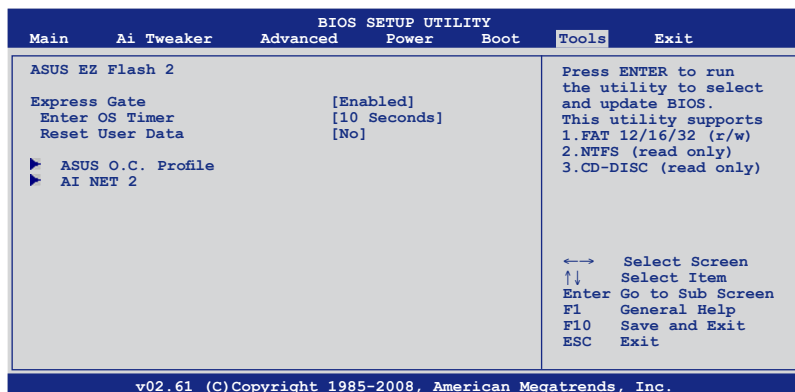 BIOS SETUP UTILITY
Main Ai Tweaker Advanced Power Boot Tools Exit
ASUS EZ Flash 2
Express Gate [Enabled]
Enter OS Timer [10 Seconds]
Reset User Data [No]
ASUS O.C. Profile
AI NET 2
Press ENTER to run
the utility to select
and update BIOS.
This utility supports
1.FAT 12/16/32 (r/w)
2.NTFS (read only)
3.CD-DISC (read only)
←→ Select Screen
↑↓ Select Item
Enter Go to Sub Screen
F1 General Help
F10 Save and Exit
ESC Exit
v02.61 (C)Copyright 1985-2008, American Megatrends, Inc.